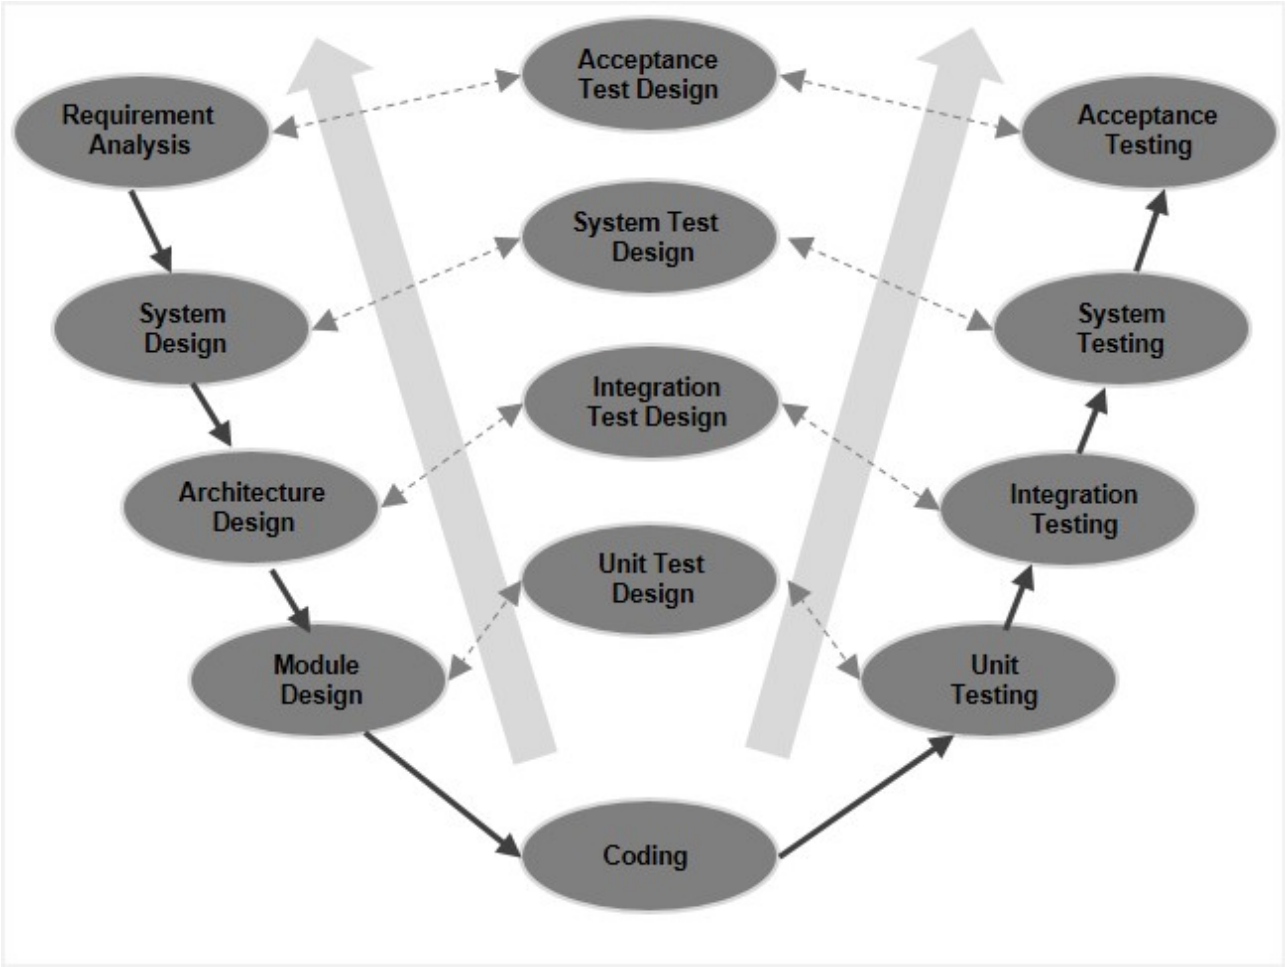 Acceptance
Test Design
Requirement
Analysis
Acceptance
Testing
System Test
Design
System
Design
System
Testing
Integration
Test Design
Architecture
Design
Integration
Testing
Unit Test
Design
Module
Design
Unit
Testing
Coding